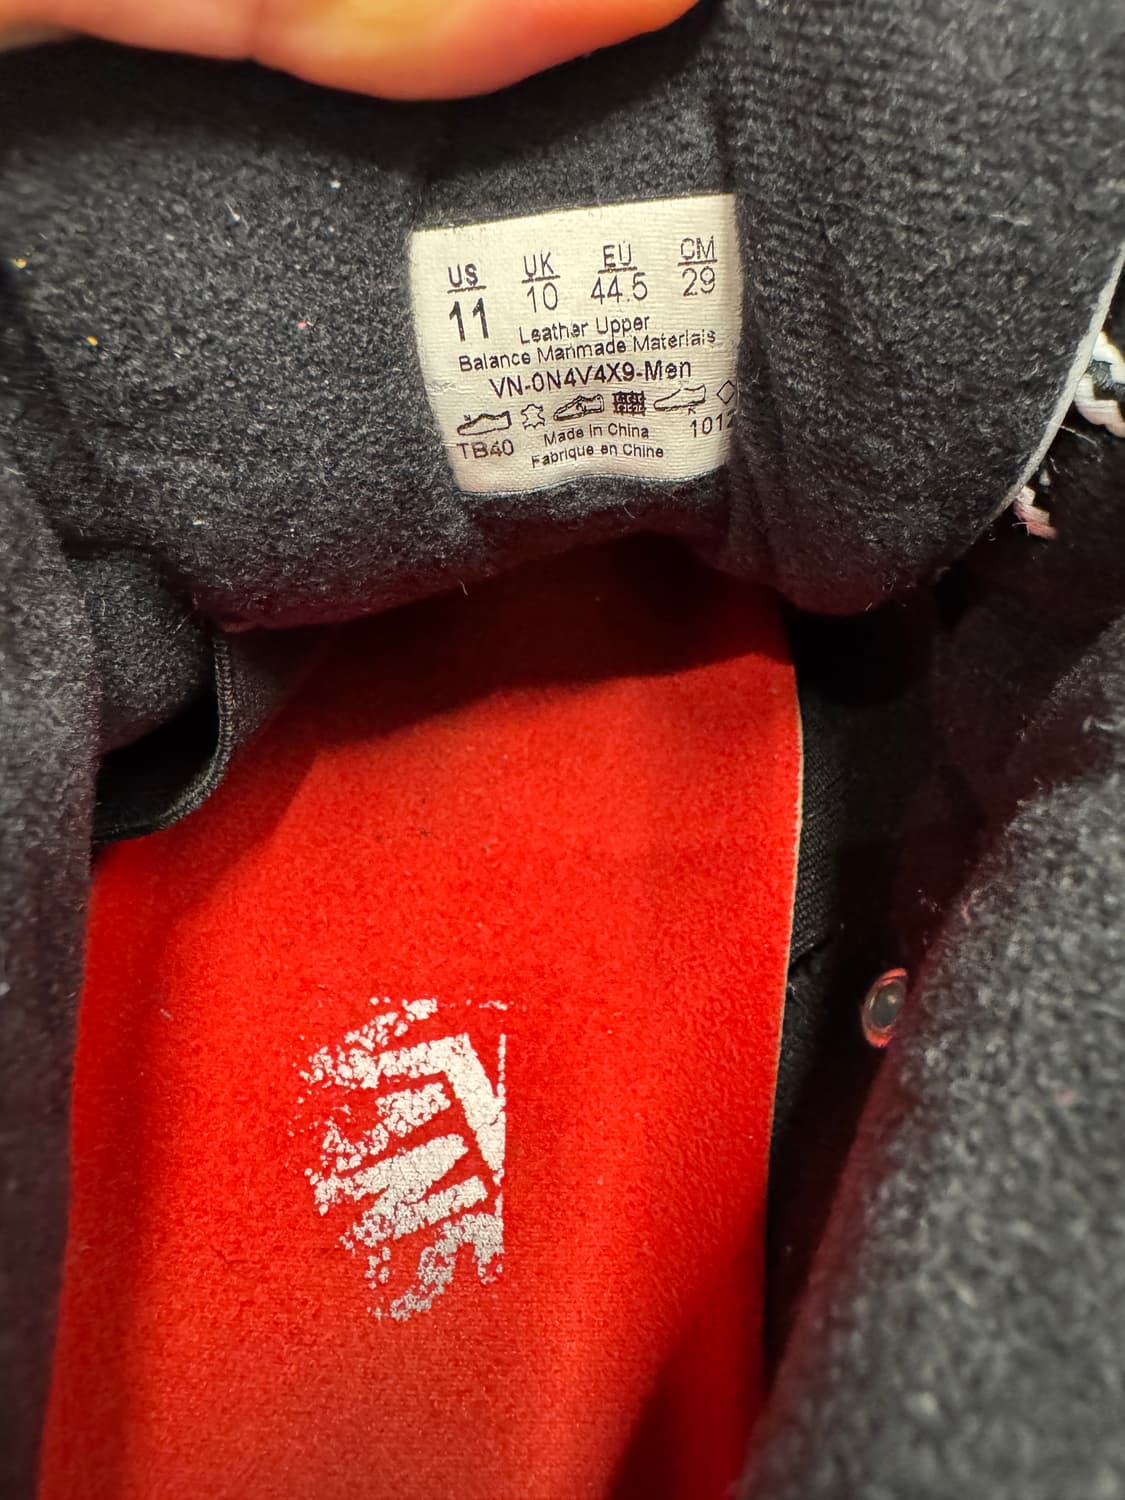 US UK EU CM
11 10 44.5 29
Leather Upper
Balance Manmade Materials
VN-0N4V4X9-Men
TB40 Made In China 1012
Fabrique en Chine
VANS